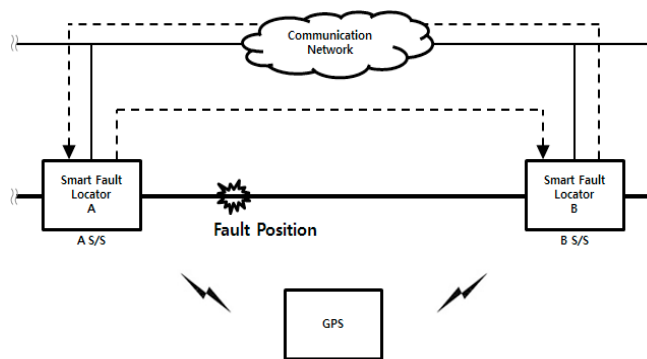 Communication
Network
Smart Fault
Locator
A
Smart Fault
Locator
B
Fault Position
A S/S
B S/S
GPS